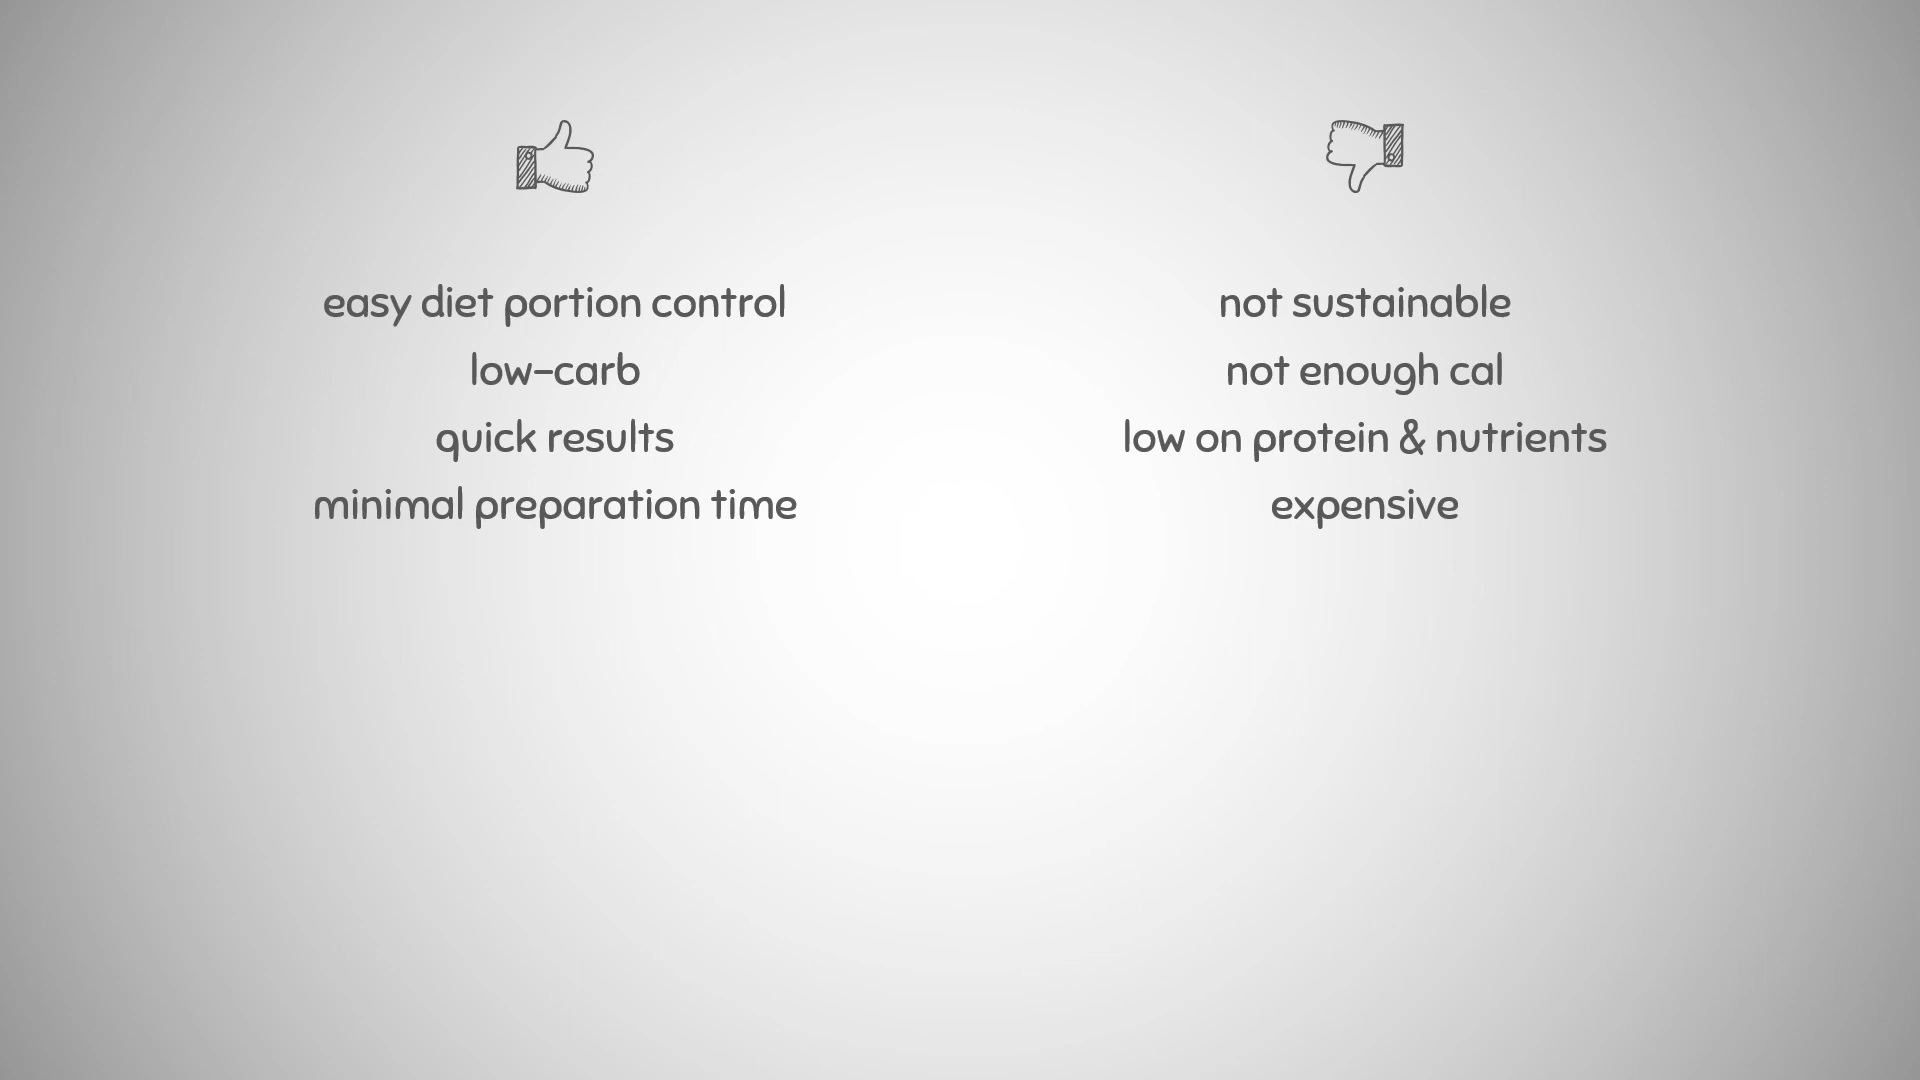 easy diet portion control
low-carb
quick results
minimal preparation time
not sustainable
not enough cal
low on protein & nutrients
expensive